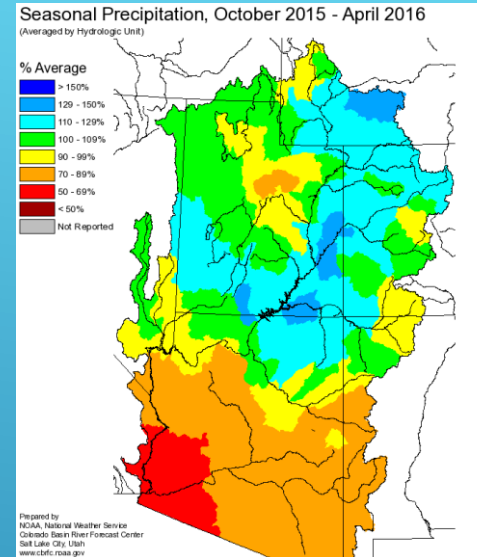 Seasonal Precipitation, October 2015 - April 2016
(Averaged by Hydrologic Unit)
% Average
> 150%
129 - 150%
110 - 129%
100 - 109%
90 - 99%
70 - 89%
50 - 69%
< 50%
Not Reported
Prepared by
NOAA, National Weather Service
Colorado Basin River Forecast Center
Salt Lake City, Utah
www.cbrfc.noaa.gov